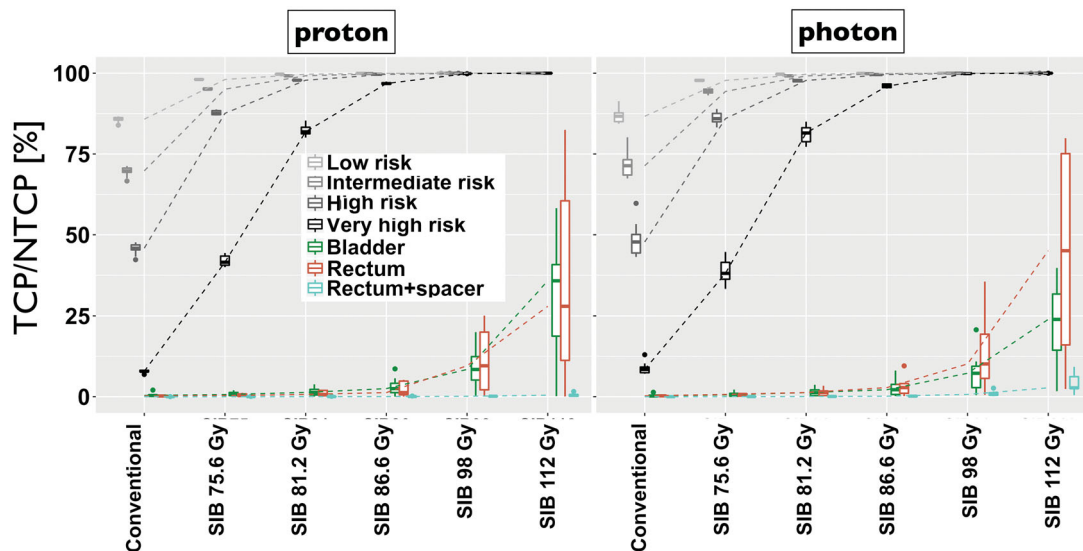 proton
photon
TCP/NTCP [%]
100
75
50
25
0
Low risk
Intermediate risk
High risk
Very high risk
Bladder
Rectum
Rectum+spacer
Conventional
SIB 75.6 Gy
SIB 81.2 Gy
SIB 86.6 Gy
SIB 98 Gy
SIB 112 Gy
Conventional
SIB 75.6 Gy
SIB 81.2 Gy
SIB 86.6 Gy
SIB 98 Gy
SIB 112 Gy